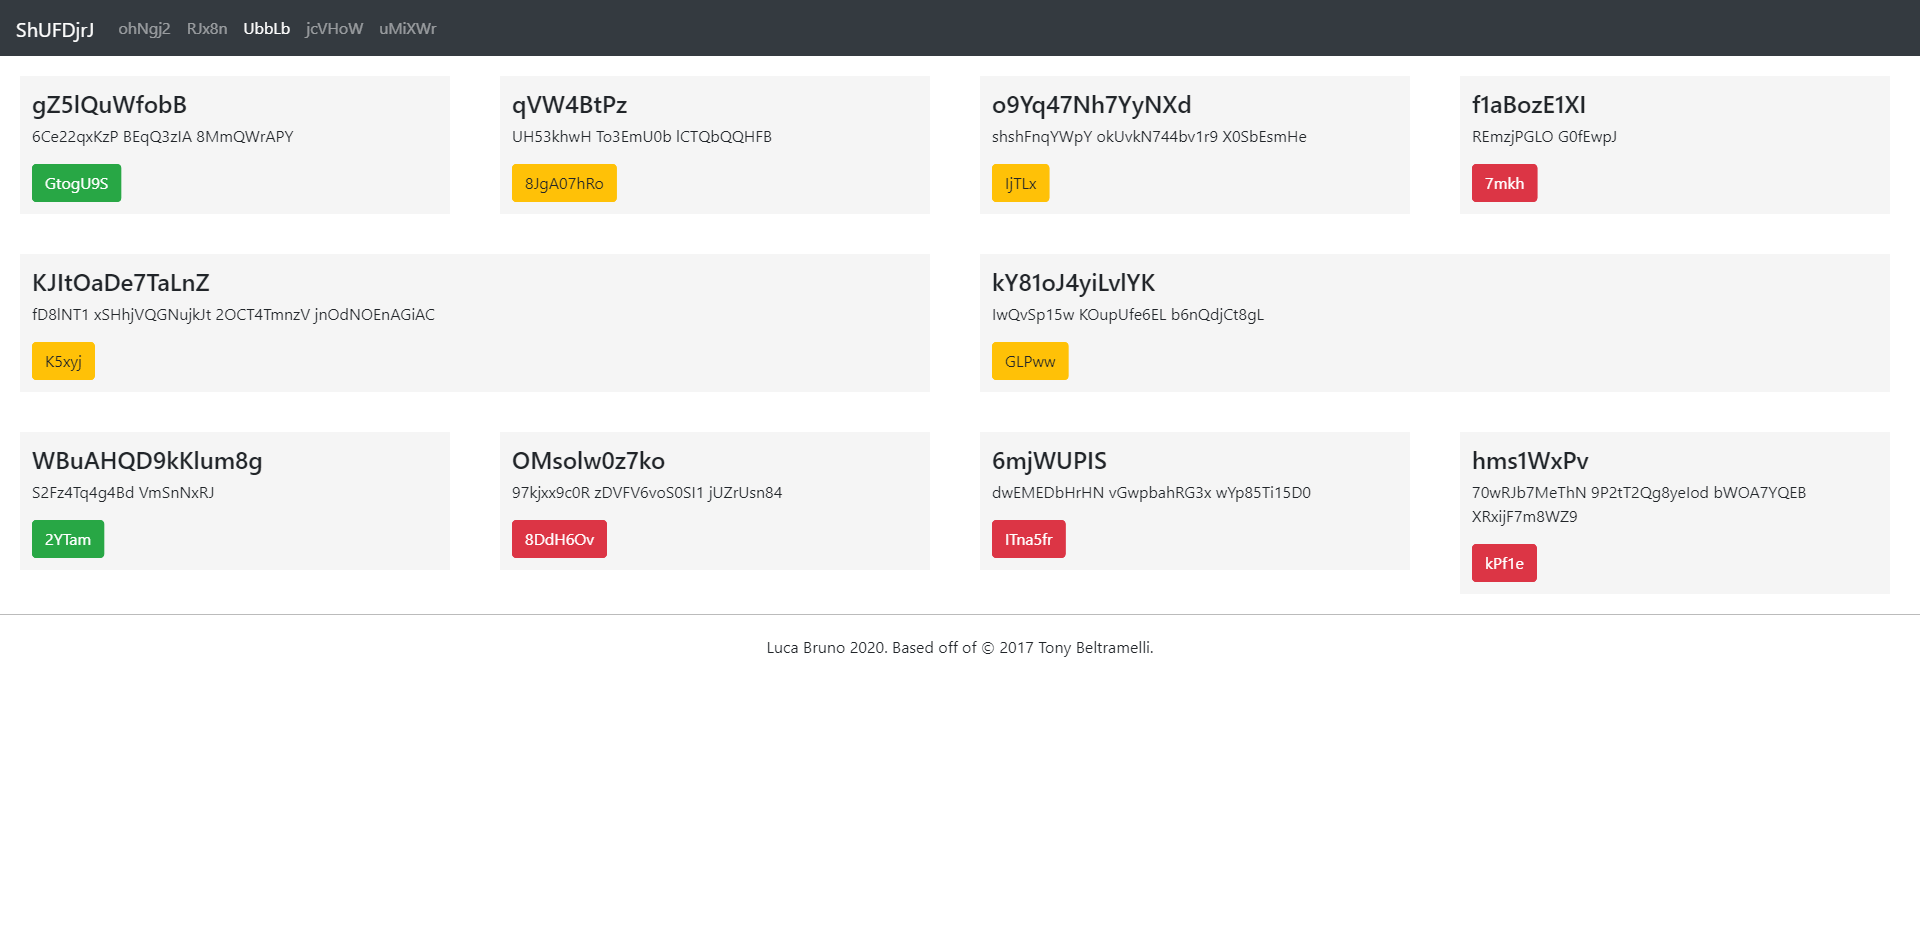 ShUFDjrJ ohNgj2 RJx8n UbbLb jcVHoW uMiXWr
gZ5lQuWfobB
6Ce22qxKzP BEqQ3zIA 8MmQWrAPY
GtogU9S
qVW4BtPz
UH53khwH To3EmU0b lCTQbQQHFB
8JgA07hRo
o9Yq47Nh7YyNXd
shshFnqYWpY okUvkN744bv1r9 X0SbEsmHe
IjTLx
f1aBozE1XI
REmzjPGLO G0fEwpJ
7mkh
KJItOaDe7TaLnZ
fD8lNT1 xSHhjVQGNujkJt 2OCT4TmnzV jnOdNOEnAGiAC
K5xyj
kY81oJ4yiLvlYK
IwQvSp15w KOupUfe6EL b6nQdjCt8gL
GLPww
WBuAHQD9kKlum8g
S2Fz4Tq4g4Bd VmSnNxRJ
2YTam
OMsolw0z7ko
97kjxx9c0R zDVFV6voS0SI1 jUZrUsn84
8DdH6Ov
6mjWUPIS
dwEMEDbHrHN vGwpbahRG3x wYp85Ti15D0
ITna5fr
hms1WxPv
70wRJb7MeThN 9P2tT2Qg8yeIod bWOA7YQEB
XRxijF7m8WZ9
kPf1e
Luca Bruno 2020. Based off of © 2017 Tony Beltramelli.